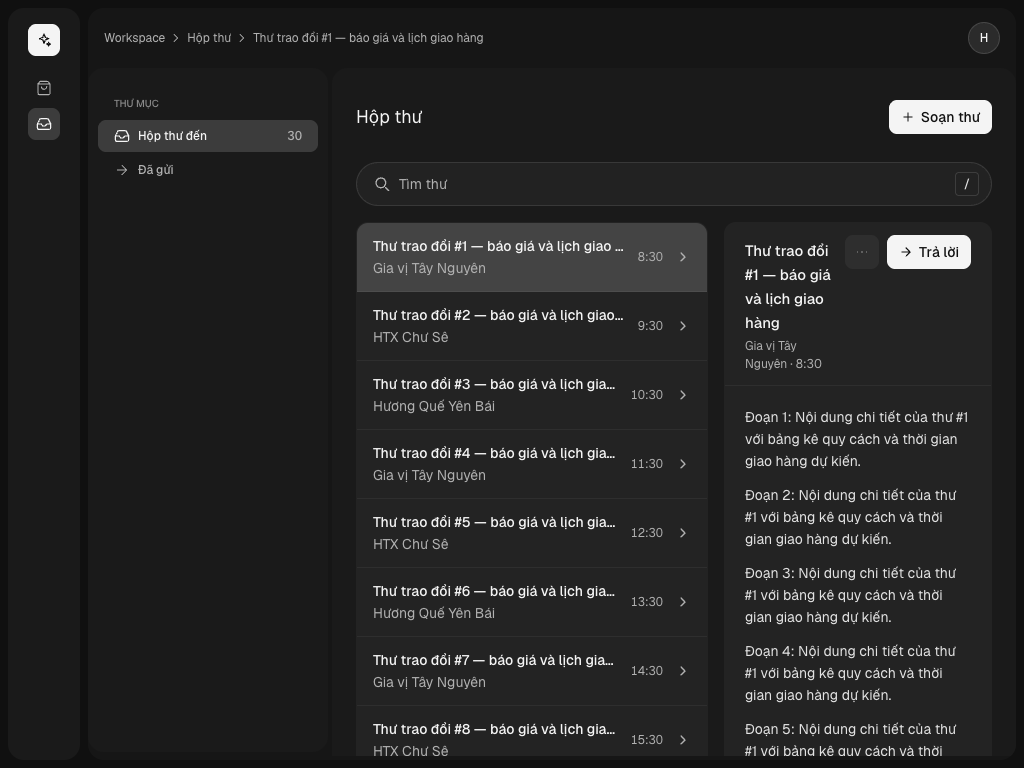 Workspace > Hộp thư > Thư trao đổi #1 — báo giá và lịch giao hàng
H
THƯ MỤC
Hộp thư đến 30
Đã gửi
Hộp thư
+ Soạn thư
Tìm thư /
Thư trao đổi #1 — báo giá và lịch giao ...
Gia vị Tây Nguyên
8:30
Thư trao đổi #2 — báo giá và lịch giao...
HTX Chư Sê
9:30
Thư trao đổi #3 — báo giá và lịch gia...
Hương Quế Yên Bái
10:30
Thư trao đổi #4 — báo giá và lịch gia...
Gia vị Tây Nguyên
11:30
Thư trao đổi #5 — báo giá và lịch gia...
HTX Chư Sê
12:30
Thư trao đổi #6 — báo giá và lịch gia...
Hương Quế Yên Bái
13:30
Thư trao đổi #7 — báo giá và lịch gia...
Gia vị Tây Nguyên
14:30
Thư trao đổi #8 — báo giá và lịch gia...
HTX Chư Sê
15:30
Thư trao đổi
#1 — báo giá
và lịch giao
hàng
Gia vị Tây
Nguyên · 8:30
...
Trả lời
Đoạn 1: Nội dung chi tiết của thư #1
với bảng kê quy cách và thời gian
giao hàng dự kiến.
Đoạn 2: Nội dung chi tiết của thư
#1 với bảng kê quy cách và thời
gian giao hàng dự kiến.
Đoạn 3: Nội dung chi tiết của thư
#1 với bảng kê quy cách và thời
gian giao hàng dự kiến.
Đoạn 4: Nội dung chi tiết của thư
#1 với bảng kê quy cách và thời
gian giao hàng dự kiến.
Đoạn 5: Nội dung chi tiết của thư
#1 với bảng kê quy cách và thời